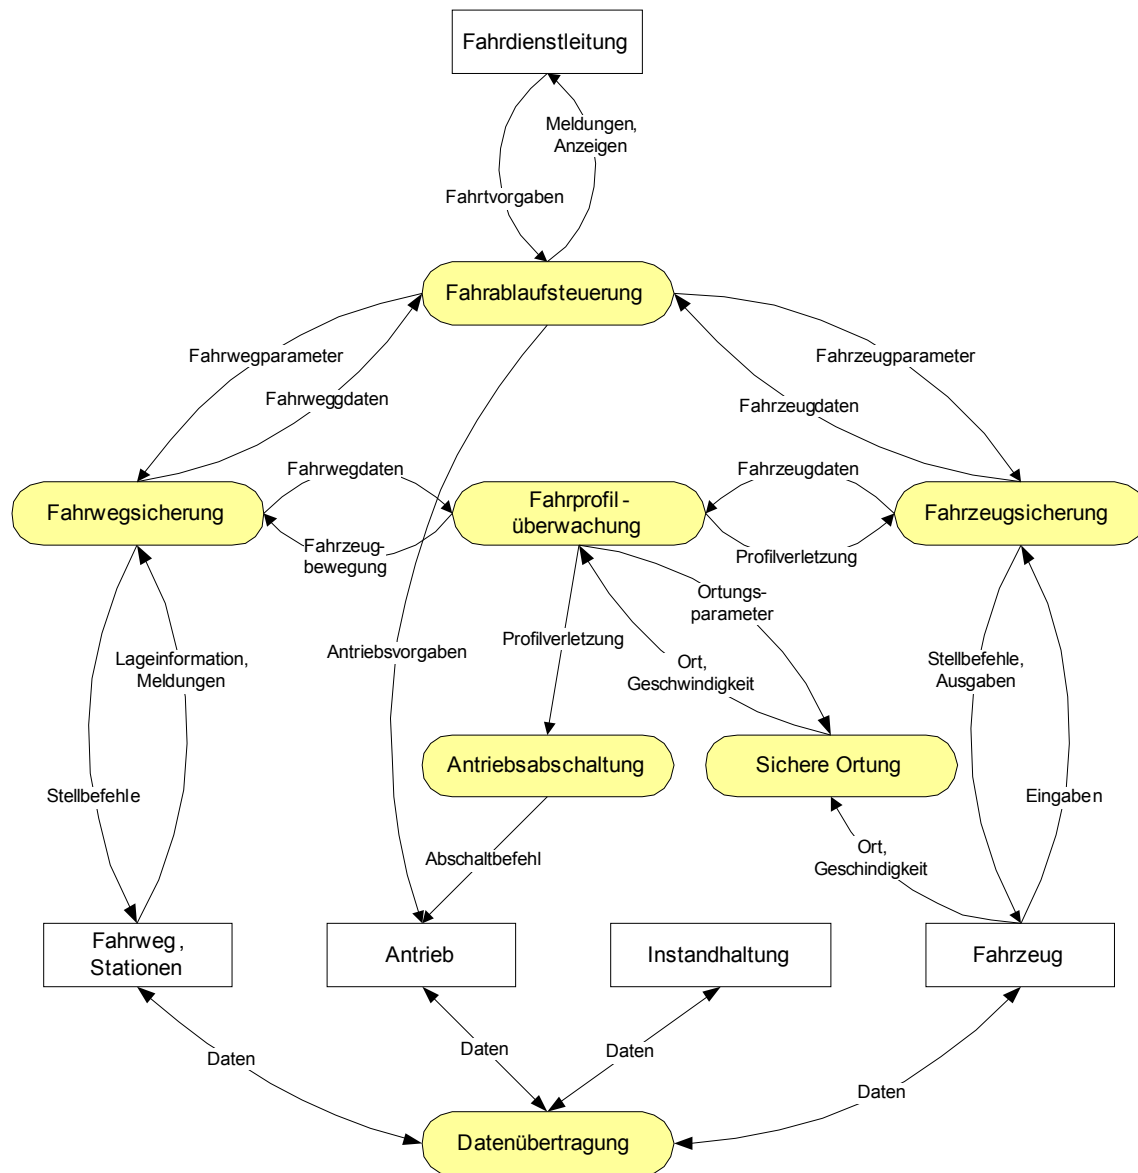 Fahrdienstleitung
Meldungen,
Anzeigen
Fahrtvorgaben
Fahrablaufsteuerung
Fahrwegparameter
Fahrzeugparameter
Fahrweggdaten
Fahrzeugdaten
Fahrwegdaten
Fahrzeugdaten
Fahrwegsicherung
Fahrprofil-
überwachung
Fahrzeugsicherung
Fahrzeug-
bewegung
Profilverletzung
Ortungs-
parameter
Profilverletzung
Antriebsvorgaben
Lageinformation,
Meldungen
Ort,
Geschwindigkeit
Stellbefehle,
Ausgaben
Antriebsabschaltung
Sichere Ortung
Stellbefehle
Eingaben
Abschaltbefehl
Ort,
Geschindigkeit
Fahrweg,
Stationen
Antrieb
Instandhaltung
Fahrzeug
Daten
Daten
Daten
Daten
Datenübertragung